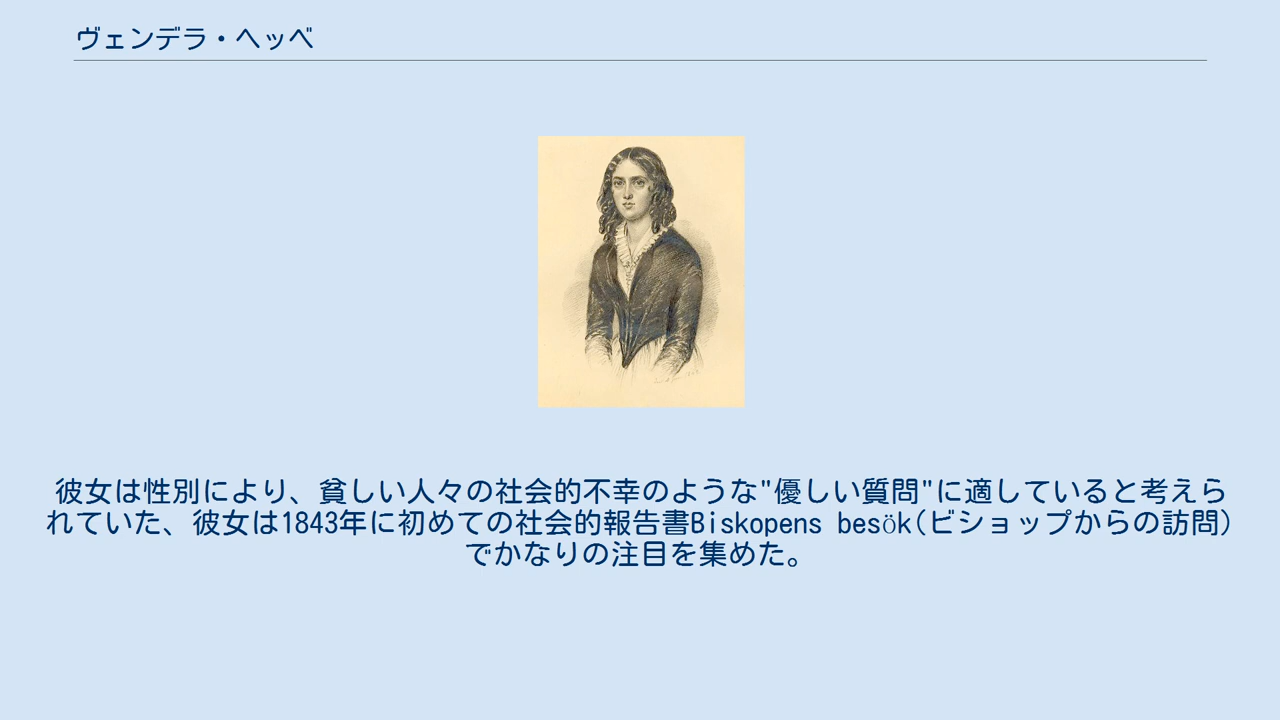 ヴェンデラ・ヘッベ
彼女は性別により、貧しい人々の社会的不幸のような"優しい質問"に適していると考えら
れていた、彼女は1843年に初めての社会的報告書Biskopens besök(ビショップからの訪問)
でかなりの注目を集めた。